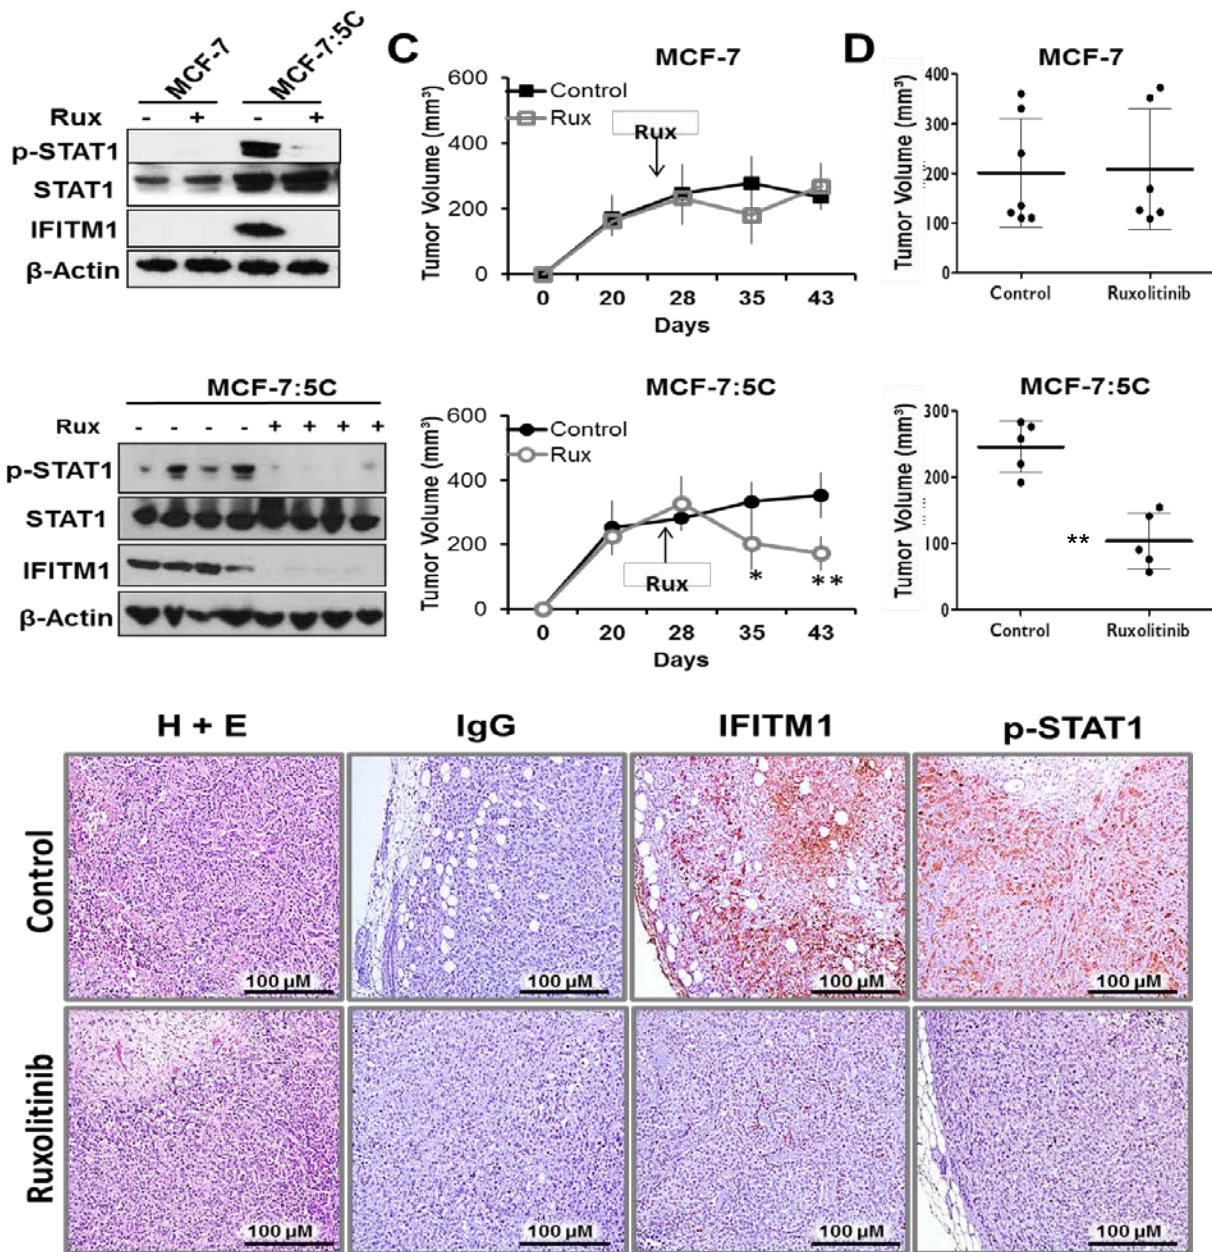 MCF-7
MCF-7:5C
Rux - + - +
p-STAT1
STAT1
IFITM1
β-Actin
C
MCF-7
Tumor Volume (mm³)
600
400
200
0
Control
Rux
Rux
0 20 28 35 43
Days
D
MCF-7
Tumor Volume (mm³)
400
300
200
100
0
Control Ruxolitinib
MCF-7:5C
Rux - - - - + + + +
p-STAT1
STAT1
IFITM1
β-Actin
MCF-7:5C
Tumor Volume (mm³)
600
400
200
0
Control
Rux
Rux
* **
0 20 28 35 43
Days
MCF-7:5C
Tumor Volume (mm³)
300
200
100
0
**
Control Ruxolitinib
H + E IgG IFITM1 p-STAT1
Control
100 µM 100 µM 100 µM 100 µM
Ruxolitinib
100 µM 100 µM 100 µM 100 µM